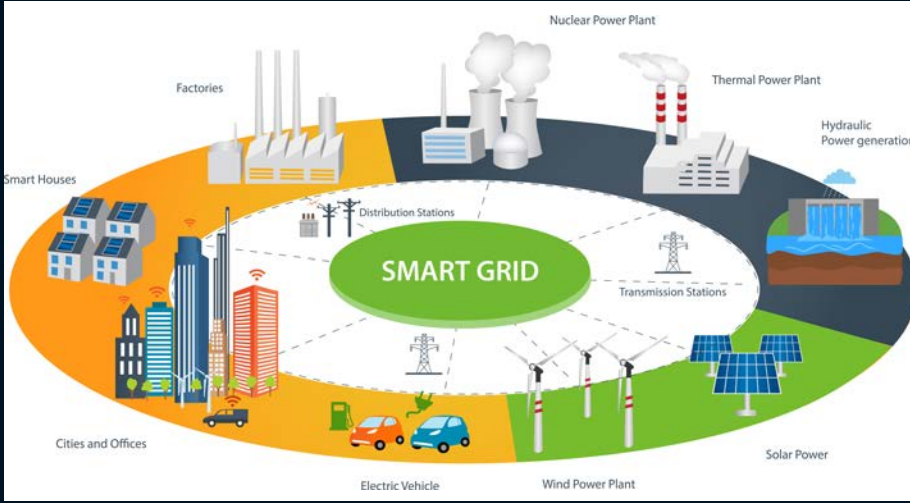 Nuclear Power Plant
Thermal Power Plant
Factories
Hydraulic
Power generation
Smart Houses
Distribution Stations
SMART GRID
Transmission Stations
Cities and Offices
Solar Power
Electric Vehicle
Wind Power Plant